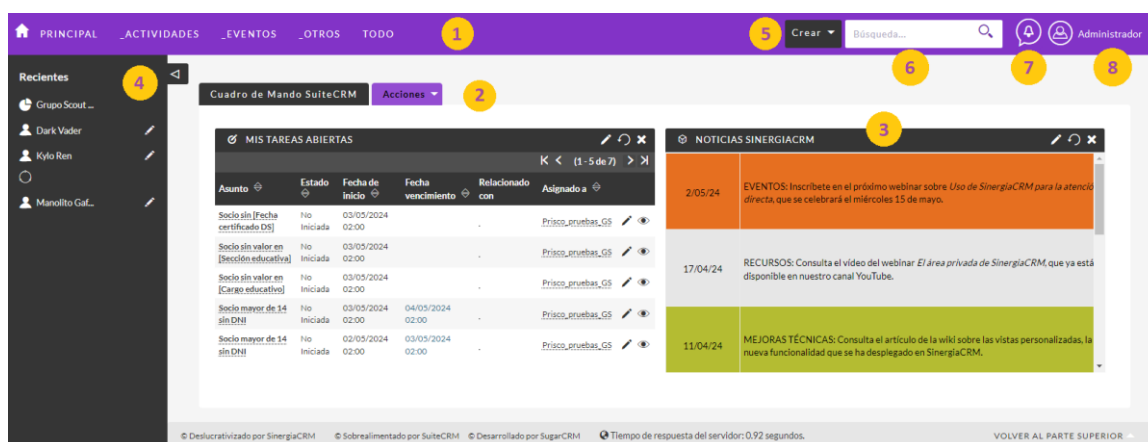 PRINCIPAL _ACTIVIDADES _EVENTOS _OTROS TODO 1 5 Crear Búsqueda... Administrador
6 7 8
Recientes
4
Grupo Scout ...
Dark Vader
Kylo Ren
Manolito Gaf...
Cuadro de Mando SuiteCRM Acciones 2
MIS TAREAS ABIERTAS
(1 - 5 de 7)
Asunto Estado Fecha de inicio Fecha vencimiento Relacionado con Asignado a
Socio sin [Fecha certificado DS] No Iniciada 03/05/2024 02:00 . Prisco_pruebas_GS
Socio sin valor en [Sección educativa] No Iniciada 03/05/2024 02:00 . Prisco_pruebas_GS
Socio sin valor en [Cargo educativo] No Iniciada 03/05/2024 02:00 . Prisco_pruebas_GS
Socio mayor de 14 sin DNI No Iniciada 03/05/2024 02:00 04/05/2024 02:00 . Prisco_pruebas_GS
Socio mayor de 14 sin DNI No Iniciada 02/05/2024 02:00 03/05/2024 02:00 . Prisco_pruebas_GS
NOTICIAS SINERGIACRM 3
2/05/24 EVENTOS: Inscríbete en el próximo webinar sobre Uso de SinergiaCRM para la atenció
directa, que se celebrará el miércoles 15 de mayo.
17/04/24 RECURSOS: Consulta el vídeo del webinar El área privada de SinergiaCRM, que ya está
disponible en nuestro canal YouTube.
11/04/24 MEJORAS TÉCNICAS: Consulta el artículo de la wiki sobre las vistas personalizadas, la
nueva funcionalidad que se ha desplegado en SinergiaCRM.
© Deslucrativizado por SinergiaCRM © Sobrealimentado por SuiteCRM © Desarrollado por SugarCRM Tiempo de respuesta del servidor: 0.92 segundos. VOLVER AL PARTE SUPERIOR